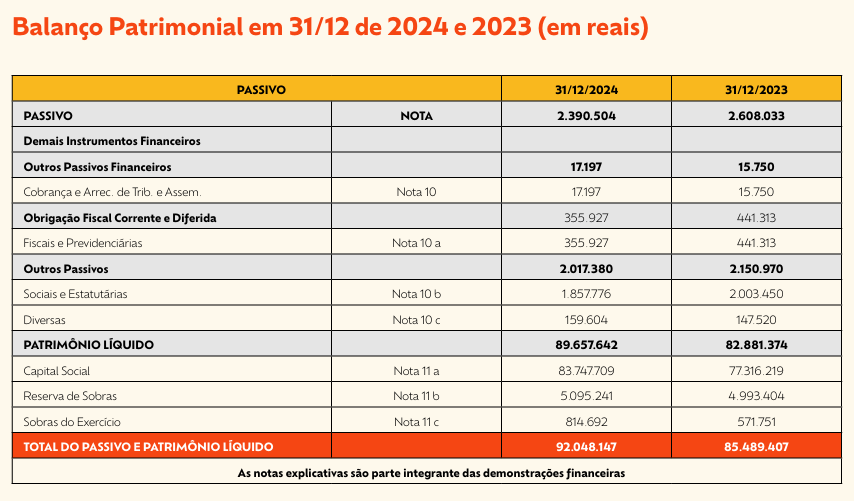 Balanço Patrimonial em 31/12 de 2024 e 2023 (em reais)
PASSIVO 31/12/2024 31/12/2023
PASSIVO NOTA 2.390.504 2.608.033
Demais Instrumentos Financeiros
Outros Passivos Financeiros 17.197 15.750
Cobrança e Arrec. de Trib. e Assem. Nota 10 17.197 15.750
Obrigação Fiscal Corrente e Diferida 355.927 441.313
Fiscais e Previdenciárias Nota 10 a 355.927 441.313
Outros Passivos 2.017.380 2.150.970
Sociais e Estatutárias Nota 10 b 1.857.776 2.003.450
Diversas Nota 10 c 159.604 147.520
PATRIMÔNIO LÍQUIDO 89.657.642 82.881.374
Capital Social Nota 11 a 83.747.709 77.316.219
Reserva de Sobras Nota 11 b 5.095.241 4.993.404
Sobras do Exercício Nota 11 c 814.692 571.751
TOTAL DO PASSIVO E PATRIMÔNIO LÍQUIDO 92.048.147 85.489.407
As notas explicativas são parte integrante das demonstrações financeiras